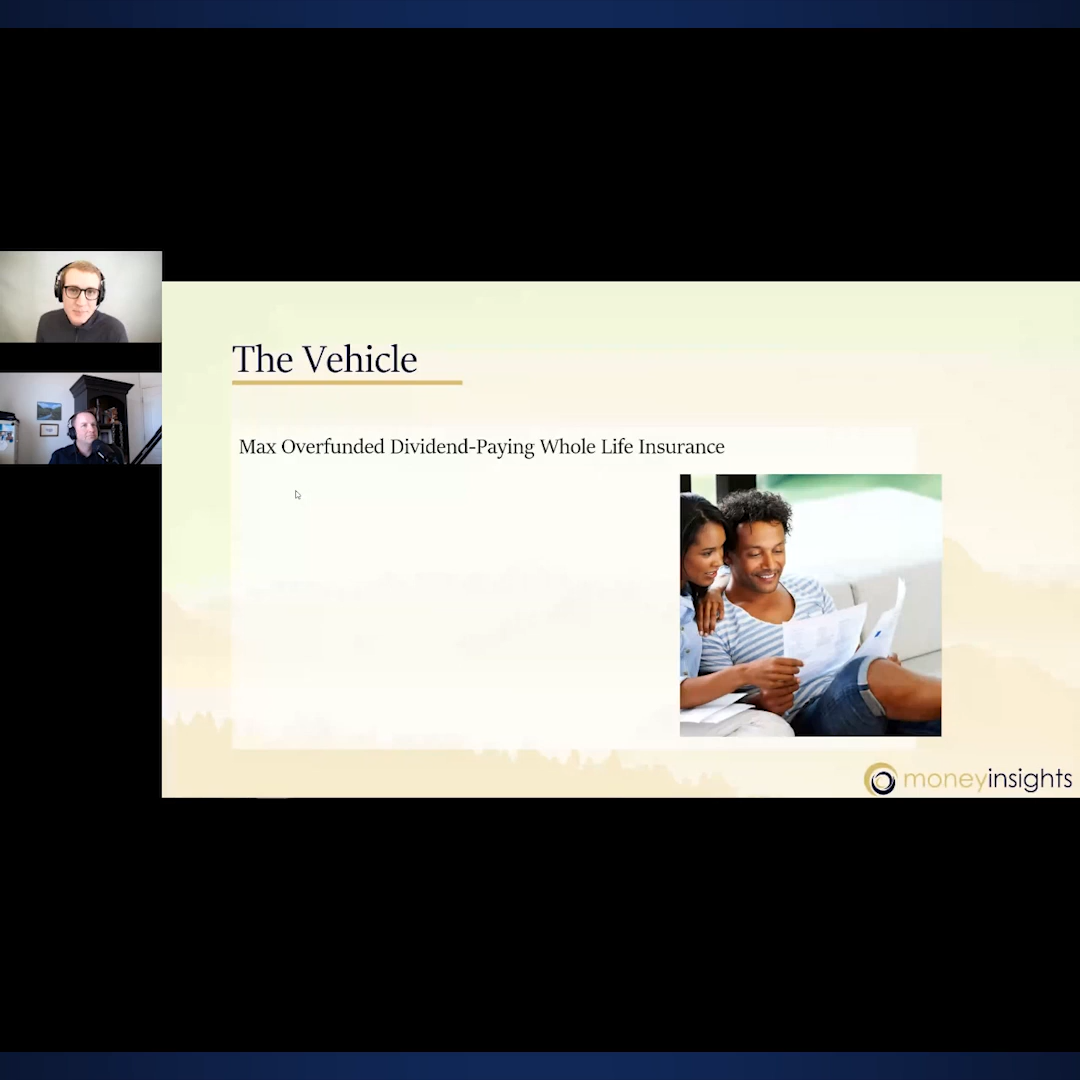 The Vehicle
Max Overfunded Dividend-Paying Whole Life Insurance
moneyinsights